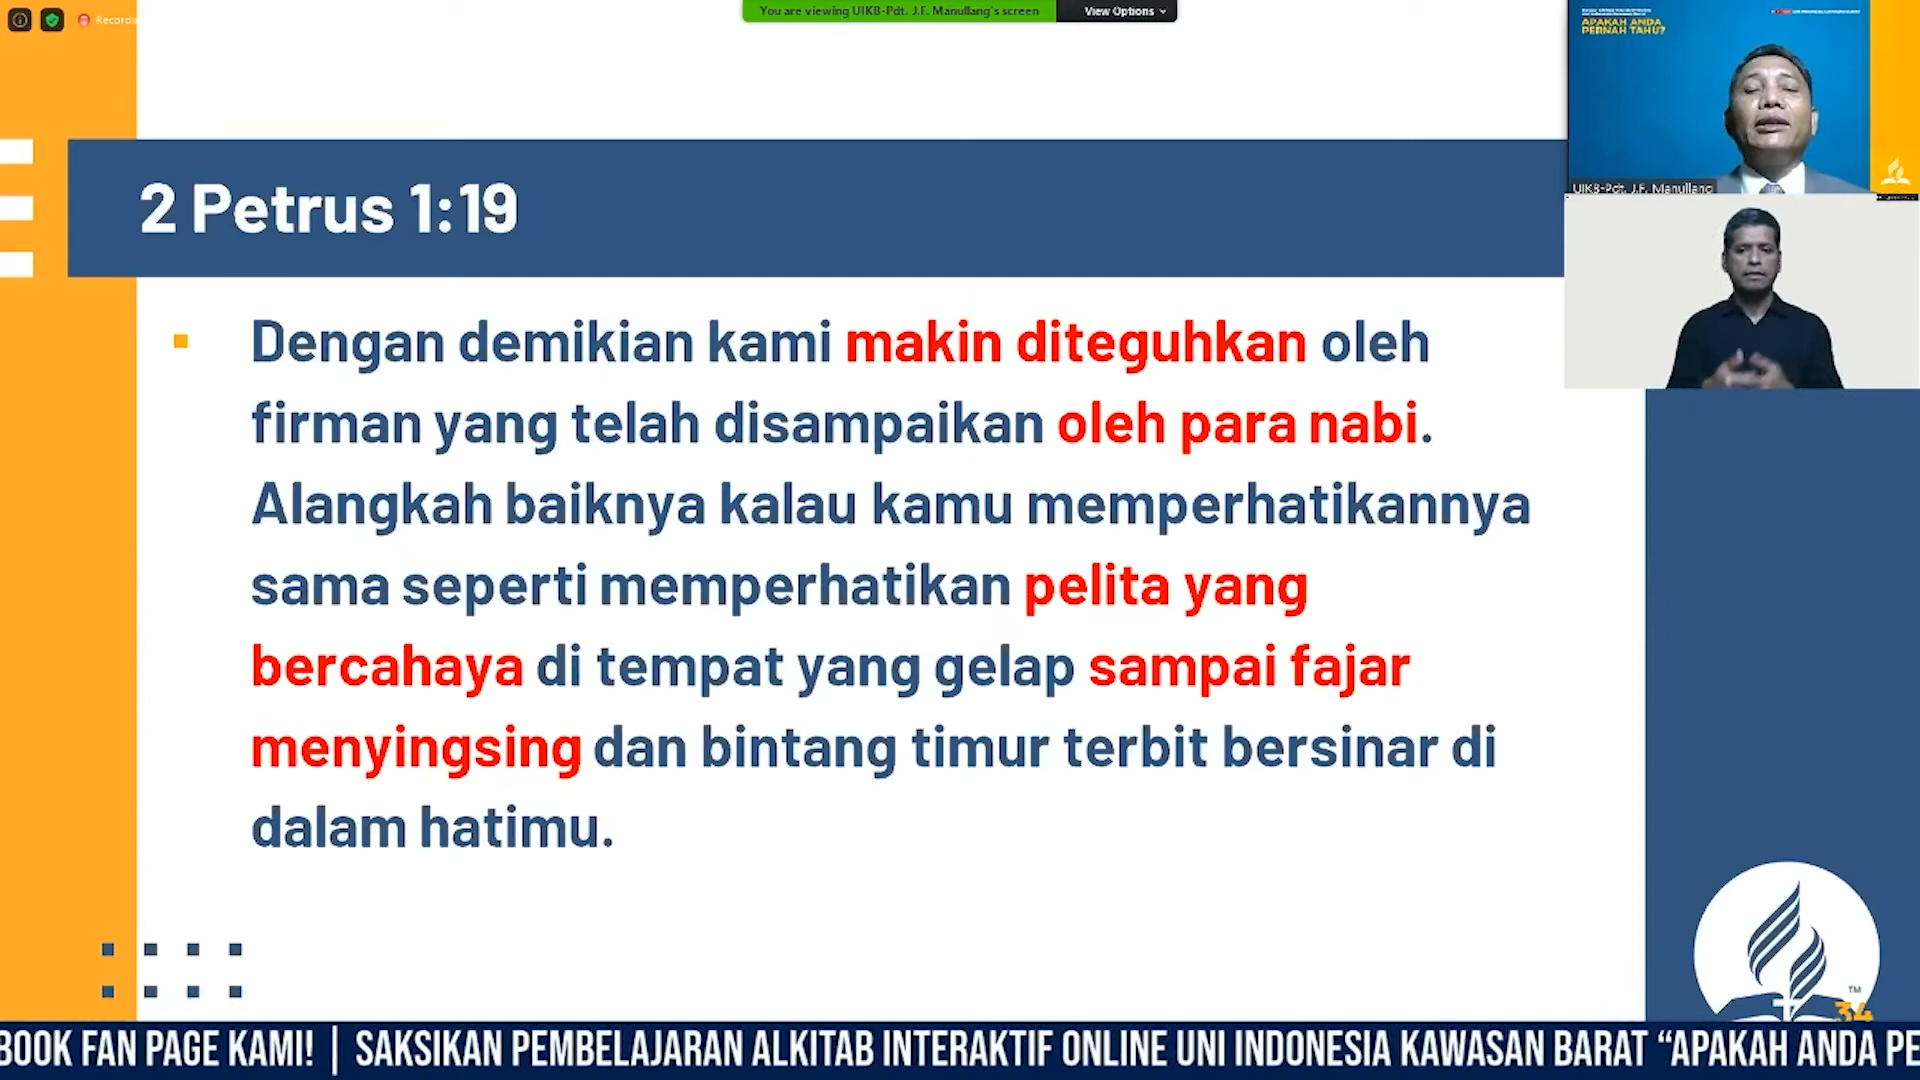 You are viewing UIKB-Pdt. J.F. Manullang's screen
View Options
APAKAH ANDA
PERNAH TAHU?
UIKB-Pdt. J.F. Manullang
2 Petrus 1:19
Dengan demikian kami makin diteguhkan oleh
firman yang telah disampaikan oleh para nabi.
Alangkah baiknya kalau kamu memperhatikannya
sama seperti memperhatikan pelita yang
bercahaya di tempat yang gelap sampai fajar
menyingsing dan bintang timur terbit bersinar di
dalam hatimu.
TM
34
BOOK FAN PAGE KAMI! | SAKSIKAN PEMBELAJARAN ALKITAB INTERAKTIF ONLINE UNI INDONESIA KAWASAN BARAT “APAKAH ANDA PE